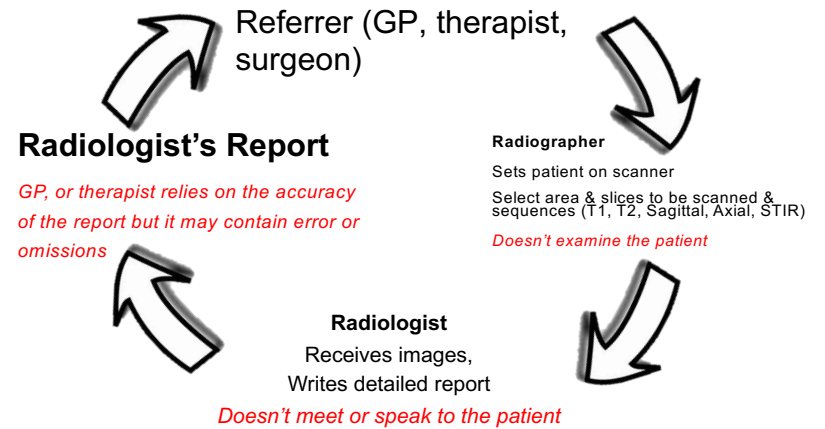 Referrer (GP, therapist,
surgeon)
Radiographer
Sets patient on scanner
Select area & slices to be scanned &
sequences (T1, T2, Sagittal, Axial, STIR)
Doesn’t examine the patient
Radiologist
Receives images,
Writes detailed report
Doesn’t meet or speak to the patient
Radiologist’s Report
GP, or therapist relies on the accuracy
of the report but it may contain error or
omissions